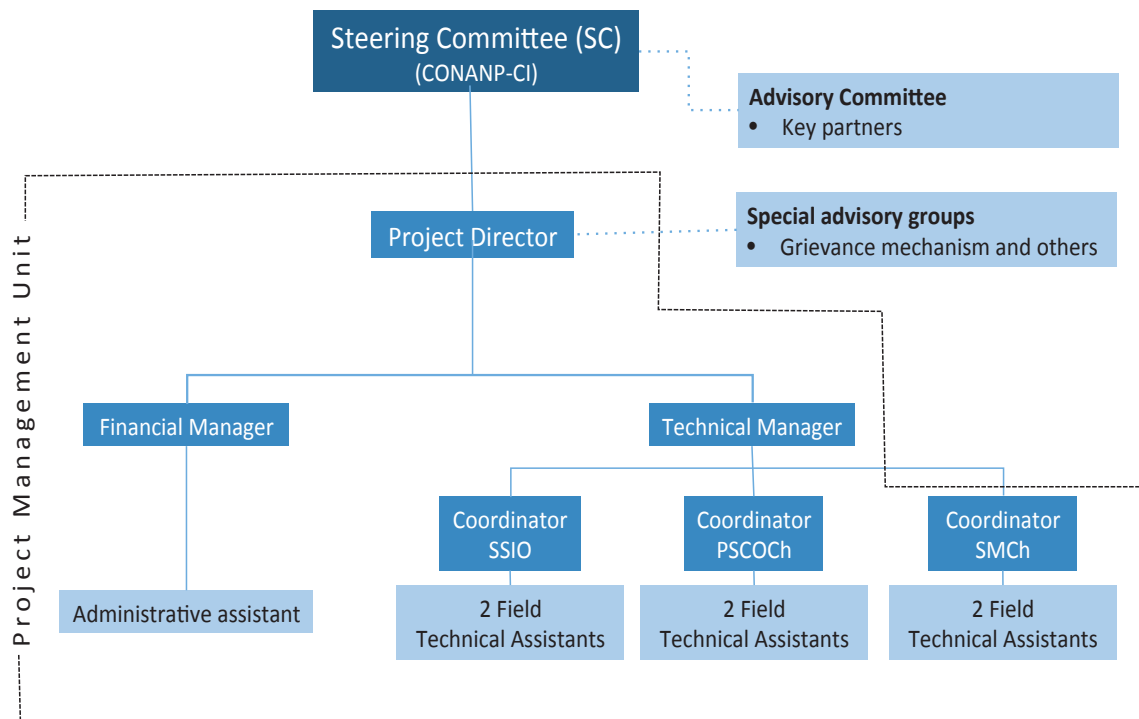 Steering Committee (SC)
(CONANP-CI)
Advisory Committee
• Key partners
Project Director
Special advisory groups
• Grievance mechanism and others
Project Management Unit
Financial Manager
Technical Manager
Coordinator
SSIO
Coordinator
PSCOCh
Coordinator
SMCh
Administrative assistant
2 Field
Technical Assistants
2 Field
Technical Assistants
2 Field
Technical Assistants